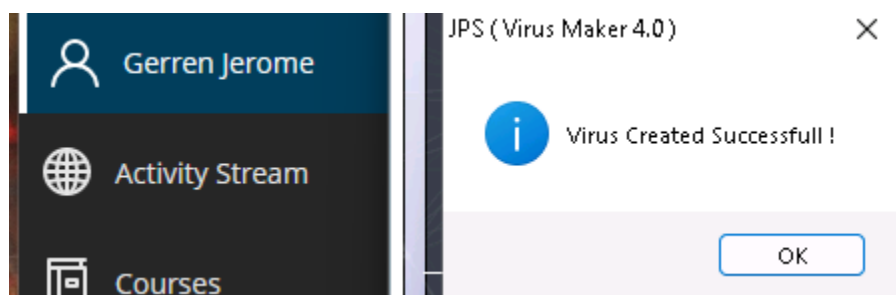 Gerren Jerome
Activity Stream
Courses
JPS ( Virus Maker 4.0 )
Virus Created Successfull !
OK